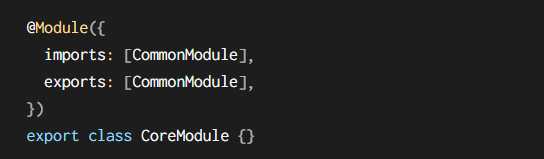 @Module({
  imports: [CommonModule],
  exports: [CommonModule],
})
export class CoreModule {}